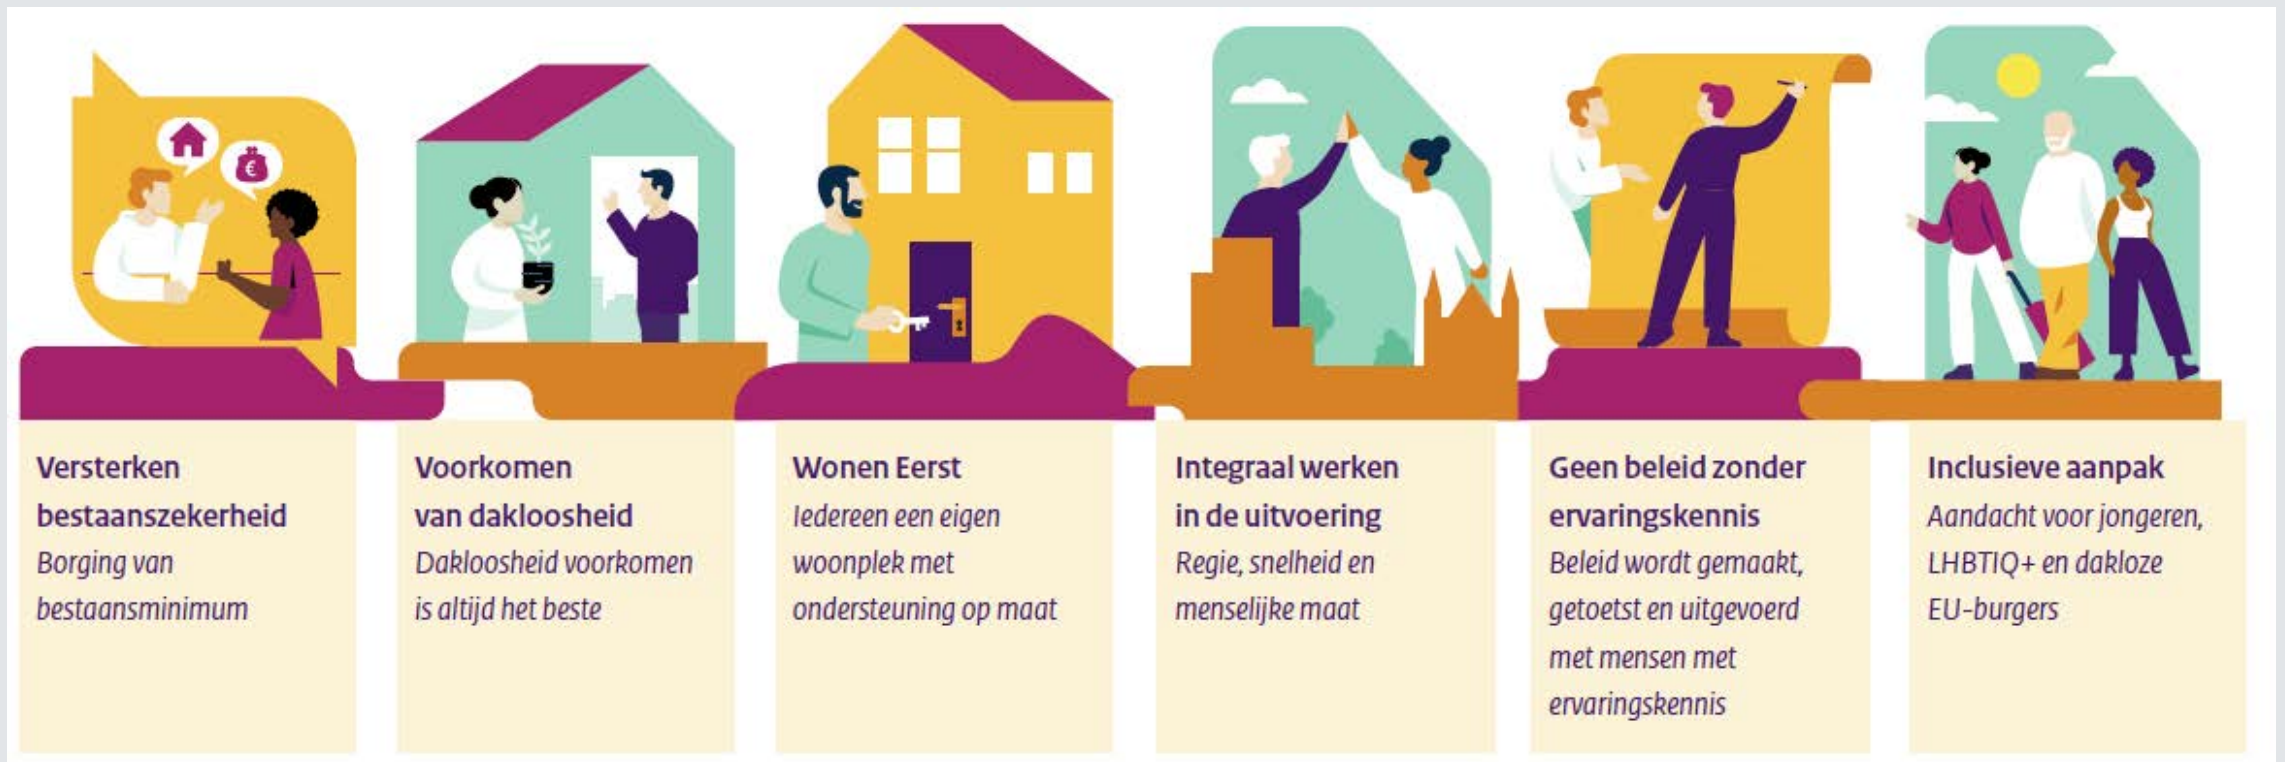 €
Versterken
bestaanszekerheid
Borging van
bestaansminimum
Voorkomen
van dakloosheid
Dakloosheid voorkomen
is altijd het beste
Wonen Eerst
Iedereen een eigen
woonplek met
ondersteuning op maat
Integraal werken
in de uitvoering
Regie, snelheid en
menselijke maat
Geen beleid zonder
ervaringskennis
Beleid wordt gemaakt,
getoetst en uitgevoerd
met mensen met
ervaringskennis
Inclusieve aanpak
Aandacht voor jongeren,
LHBTIQ+ en dakloze
EU-burgers